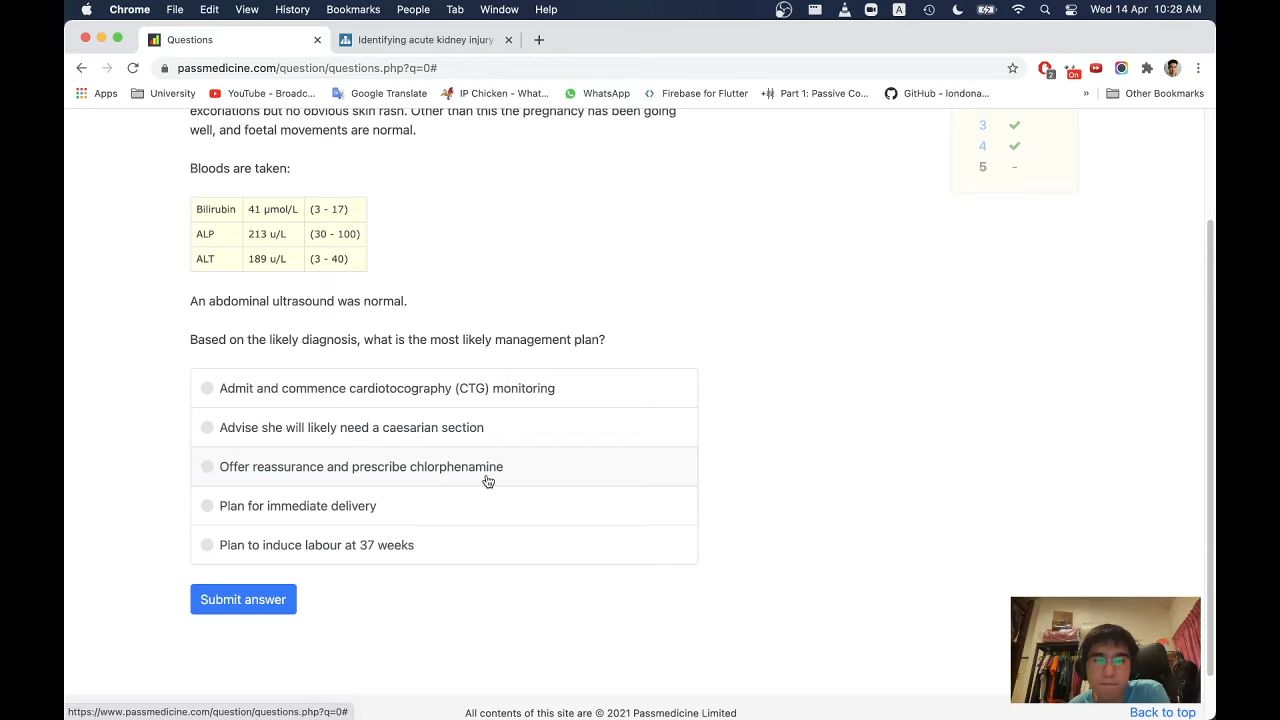 Chrome File Edit View History Bookmarks People Tab Window Help
A
Wed 14 Apr 10:28 AM
Questions
Identifying acute kidney injury
passmedicine.com/question/questions.php?q=0#
2
On
Apps
University
YouTube - Broadc...
Google Translate
IP Chicken - What...
WhatsApp
Firebase for Flutter
Part 1: Passive Co...
GitHub - londona...
»
Other Bookmarks
excoriations but no obvious skin rash. Other than this the pregnancy has been going
well, and foetal movements are normal.
3
4
5 -
Bloods are taken:
Bilirubin 41 µmol/L (3 - 17)
ALP 213 u/L (30 - 100)
ALT 189 u/L (3 - 40)
An abdominal ultrasound was normal.
Based on the likely diagnosis, what is the most likely management plan?
Admit and commence cardiotocography (CTG) monitoring
Advise she will likely need a caesarian section
Offer reassurance and prescribe chlorphenamine
Plan for immediate delivery
Plan to induce labour at 37 weeks
Submit answer
https://www.passmedicine.com/question/questions.php?q=0#
All contents of this site are © 2021 Passmedicine Limited
Back to top